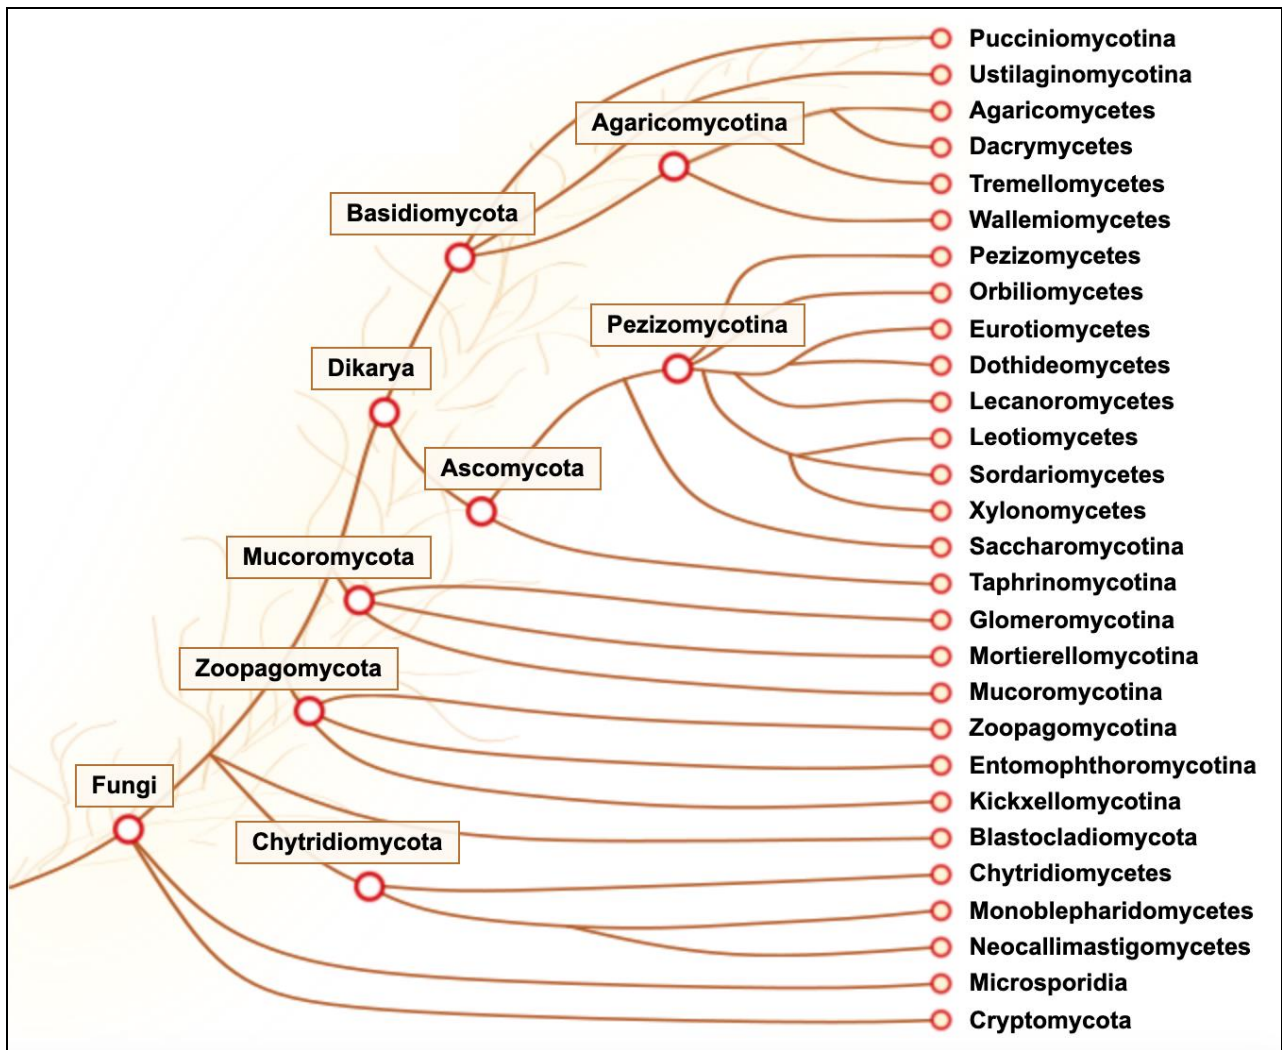 Pucciniomycotina
Ustilaginomycotina
Agaricomycotina
Agaricomycetes
Dacrymycetes
Tremellomycetes
Basidiomycota
Wallemiomycetes
Pezizomycetes
Orbiliomycetes
Pezizomycotina
Eurotiomycetes
Dikarya
Dothideomycetes
Lecanoromycetes
Leotiomycetes
Ascomycota
Sordariomycetes
Xylonomycetes
Saccharomycotina
Mucoromycota
Taphrinomycotina
Glomeromycotina
Mortierellomycotina
Zoopagomycota
Mucoromycotina
Zoopagomycotina
Entomophthoromycotina
Fungi
Kickxellomycotina
Blastocladiomycota
Chytridiomycota
Chytridiomycetes
Monoblepharidomycetes
Neocallimastigomycetes
Microsporidia
Cryptomycota